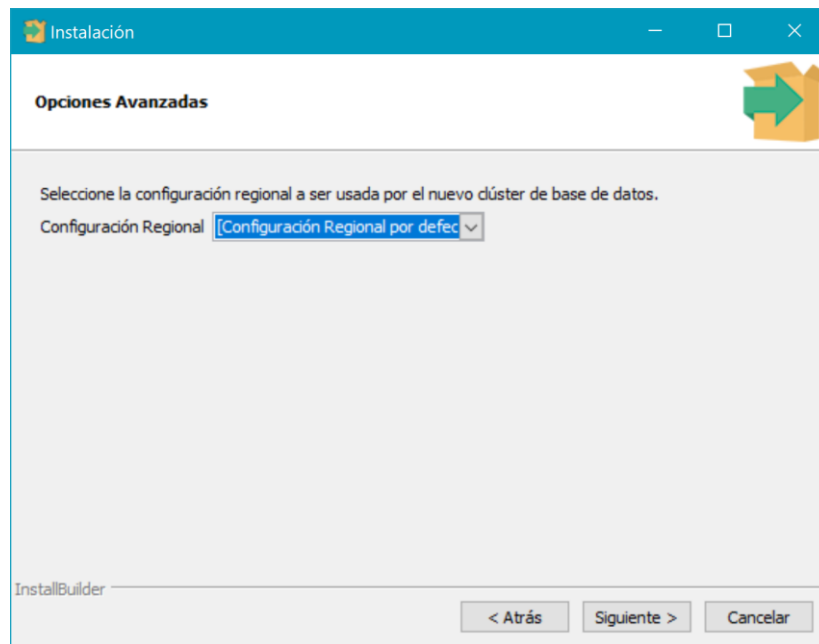 Instalación
Opciones Avanzadas
Seleccione la configuración regional a ser usada por el nuevo clúster de base de datos.
Configuración Regional [Configuración Regional por defec
InstallBuilder
< Atrás Siguiente > Cancelar